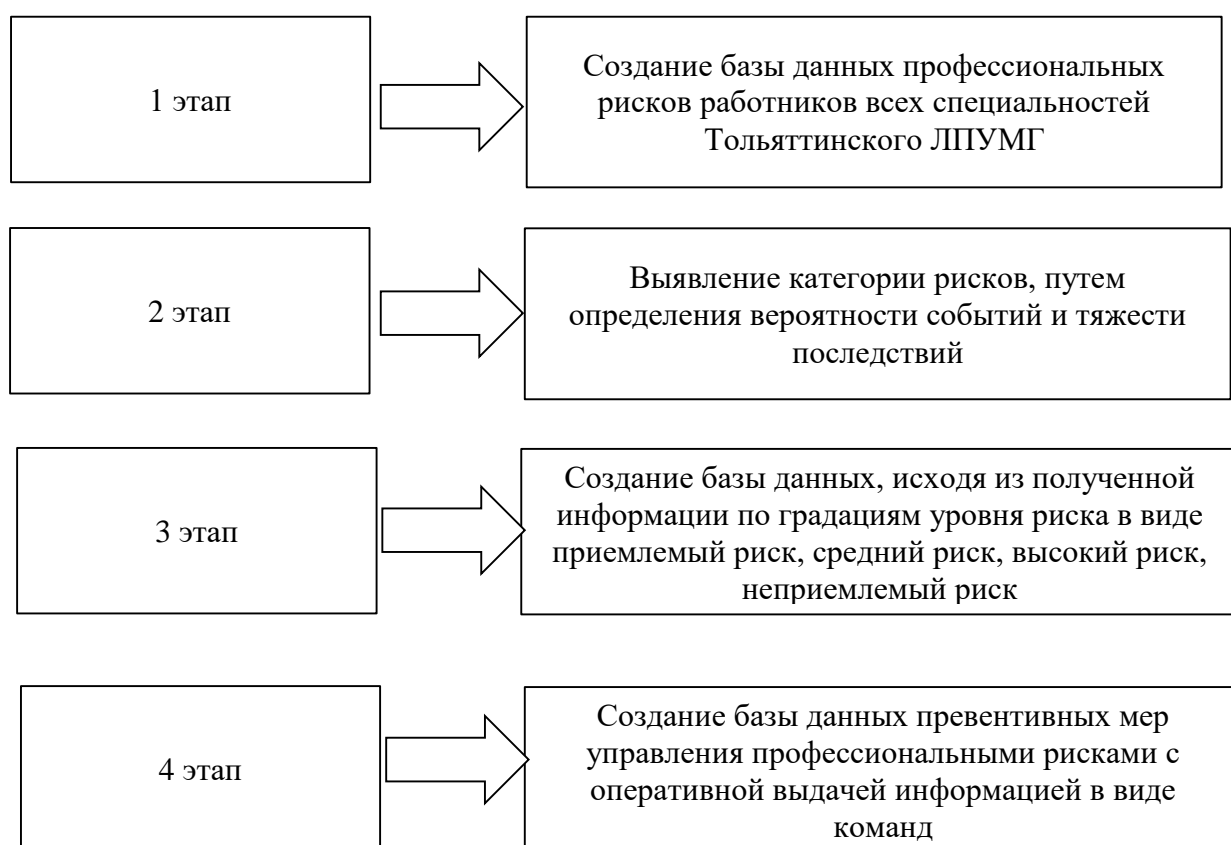 1 этап
Создание базы данных профессиональных
рисков работников всех специальностей
Тольяттинского ЛПУМГ
2 этап
Выявление категории рисков, путем
определения вероятности событий и тяжести
последствий
3 этап
Создание базы данных, исходя из полученной
информации по градациям уровня риска в виде
приемлемый риск, средний риск, высокий риск,
неприемлемый риск
4 этап
Создание базы данных превентивных мер
управления профессиональными рисками с
оперативной выдачей информацией в виде
команд